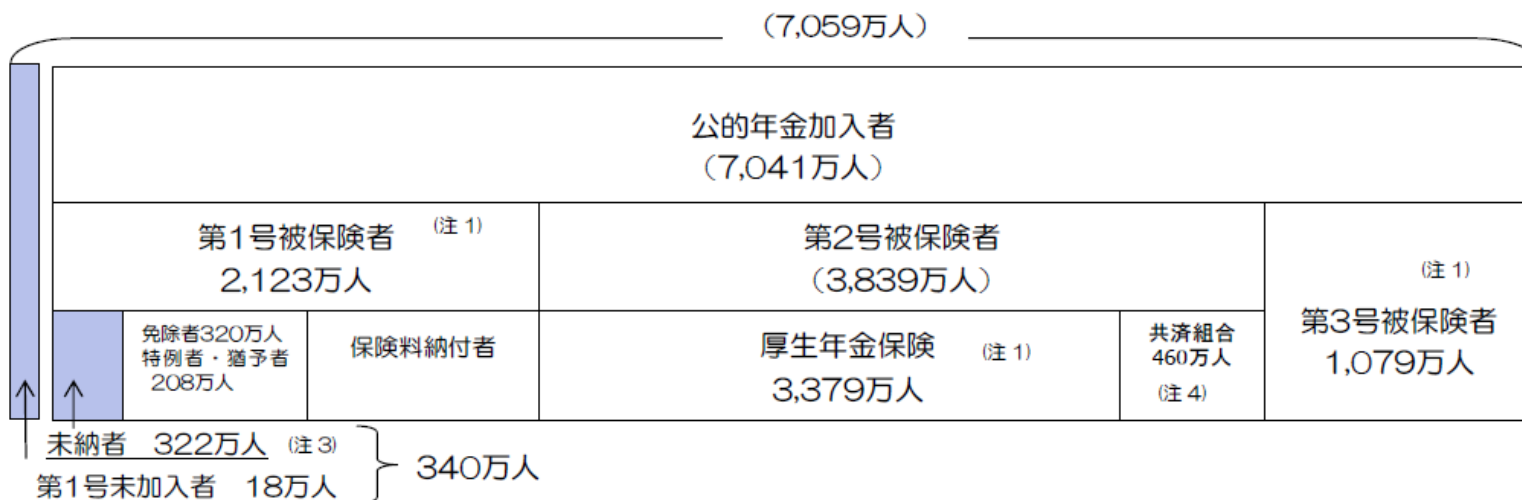 (7,059万人)
公的年金加入者
(7,041万人)
第1号被保険者 (注1)
2,123万人
第2号被保険者
(3,839万人)
(注1)
第3号被保険者
1,079万人
免除者320万人
特例者・猶予者
208万人
保険料納付者
厚生年金保険 (注1)
3,379万人
共済組合
460万人
(注4)
未納者 322万人 (注3)
第1号未加入者 18万人
340万人